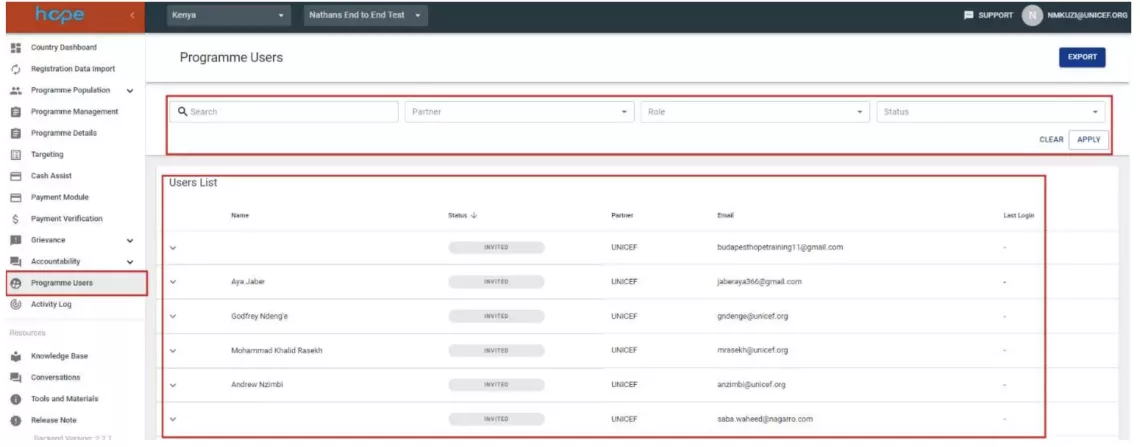 hope
Kenya
Nathans End to End Test
SUPPORT
N
NMKUZI@UNICEF.ORG
Country Dashboard
Registration Data Import
Programme Population
Programme Management
Programme Details
Targeting
Cash Assist
Payment Module
Payment Verification
Grievance
Accountability
Programme Users
Activity Log
Resources
Knowledge Base
Conversations
Tools and Materials
Release Note
Backend Version: 2.7.1
Programme Users
EXPORT
Search
Partner
Role
Status
CLEAR
APPLY
Users List
Name Status Partner Email Last Login
INVITED UNICEF budapesthopetraining11@gmail.com -
Aya Jaber INVITED UNICEF jaberaya366@gmail.com -
Godfrey Ndeng'e INVITED UNICEF gndenge@unicef.org -
Mohammad Khalid Rasekh INVITED UNICEF mrasekh@unicef.org -
Andrew Nzimbi INVITED UNICEF anzimbi@unicef.org -
INVITED UNICEF saba.waheed@nagarro.com -